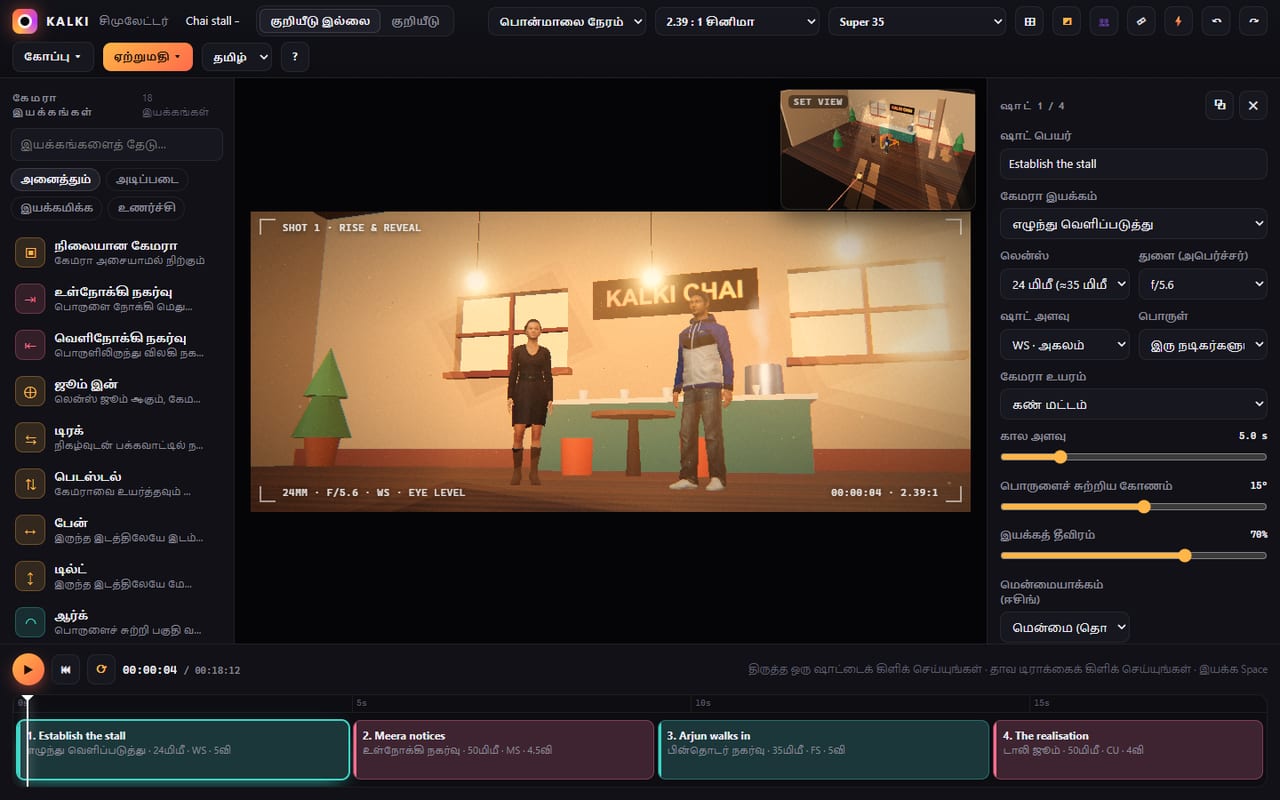 KALKI சிமுலேட்டர் Chai stall – குறியீடு இல்லை குறியீடு பொன்மாலை நேரம் 2.39 : 1 சினிமா Super 35
கோப்பு ஏற்றுமதி தமிழ் ?
கேமரா இயக்கங்கள் 18 இயக்கங்கள்
இயக்கங்களைத் தேடு...
அனைத்தும் அடிப்படை
இயக்கமிக்க உணர்ச்சி
நிலையான கேமரா
கேமரா அசையாமல் நிற்கும்
உள்நோக்கி நகர்வு
பொருளை நோக்கி மெது...
வெளிநோக்கி நகர்வு
பொருளிலிருந்து விலகி நக...
ஜூம் இன்
லென்ஸ் ஜூம் ஆகும், கேம...
டிரக்
நிகழ்வுடன் பக்கவாட்டில் ந...
பெடஸ்டல்
கேமராவை உயர்த்தவும் ...
பேன்
இருந்த இடத்திலேயே இடம்...
டில்ட்
இருந்த இடத்திலேயே மே...
ஆர்க்
பொருளைச் சுற்றி பகுதி வ...
SET VIEW
SHOT 1 · RISE & REVEAL
KALKI CHAI
24MM · F/5.6 · WS · EYE LEVEL
00:00:04 · 2.39:1
ஷாட் 1 / 4
ஷாட் பெயர்
Establish the stall
கேமரா இயக்கம்
எழுந்து வெளிப்படுத்து
லென்ஸ் துளை (அபெர்ச்சர்)
24 மிமீ (≈35 மிமீ f/5.6
ஷாட் அளவு பொருள்
WS · அகலம் இரு நடிகர்களு
கேமரா உயரம்
கண் மட்டம்
கால அளவு 5.0 s
பொருளைச் சுற்றிய கோணம் 15°
இயக்கத் தீவிரம் 70%
மென்மையாக்கம்
(ஈசிங்)
மென்மை (தொ
00:00:04 / 00:18:12
திருத்த ஒரு ஷாட்டைக் கிளிக் செய்யுங்கள் · தாவ டிராக்கைக் கிளிக் செய்யுங்கள் · இயக்க Space
0s 5s 10s 15s
1. Establish the stall
எழுந்து வெளிப்படுத்து · 24மிமீ · WS · 5வி
2. Meera notices
உள்நோக்கி நகர்வு · 50மிமீ · MS · 4.5வி
3. Arjun walks in
பின்தொடர் நகர்வு · 35மிமீ · FS · 5வி
4. The realisation
டாலி ஜூம் · 50மிமீ · CU · 4வி